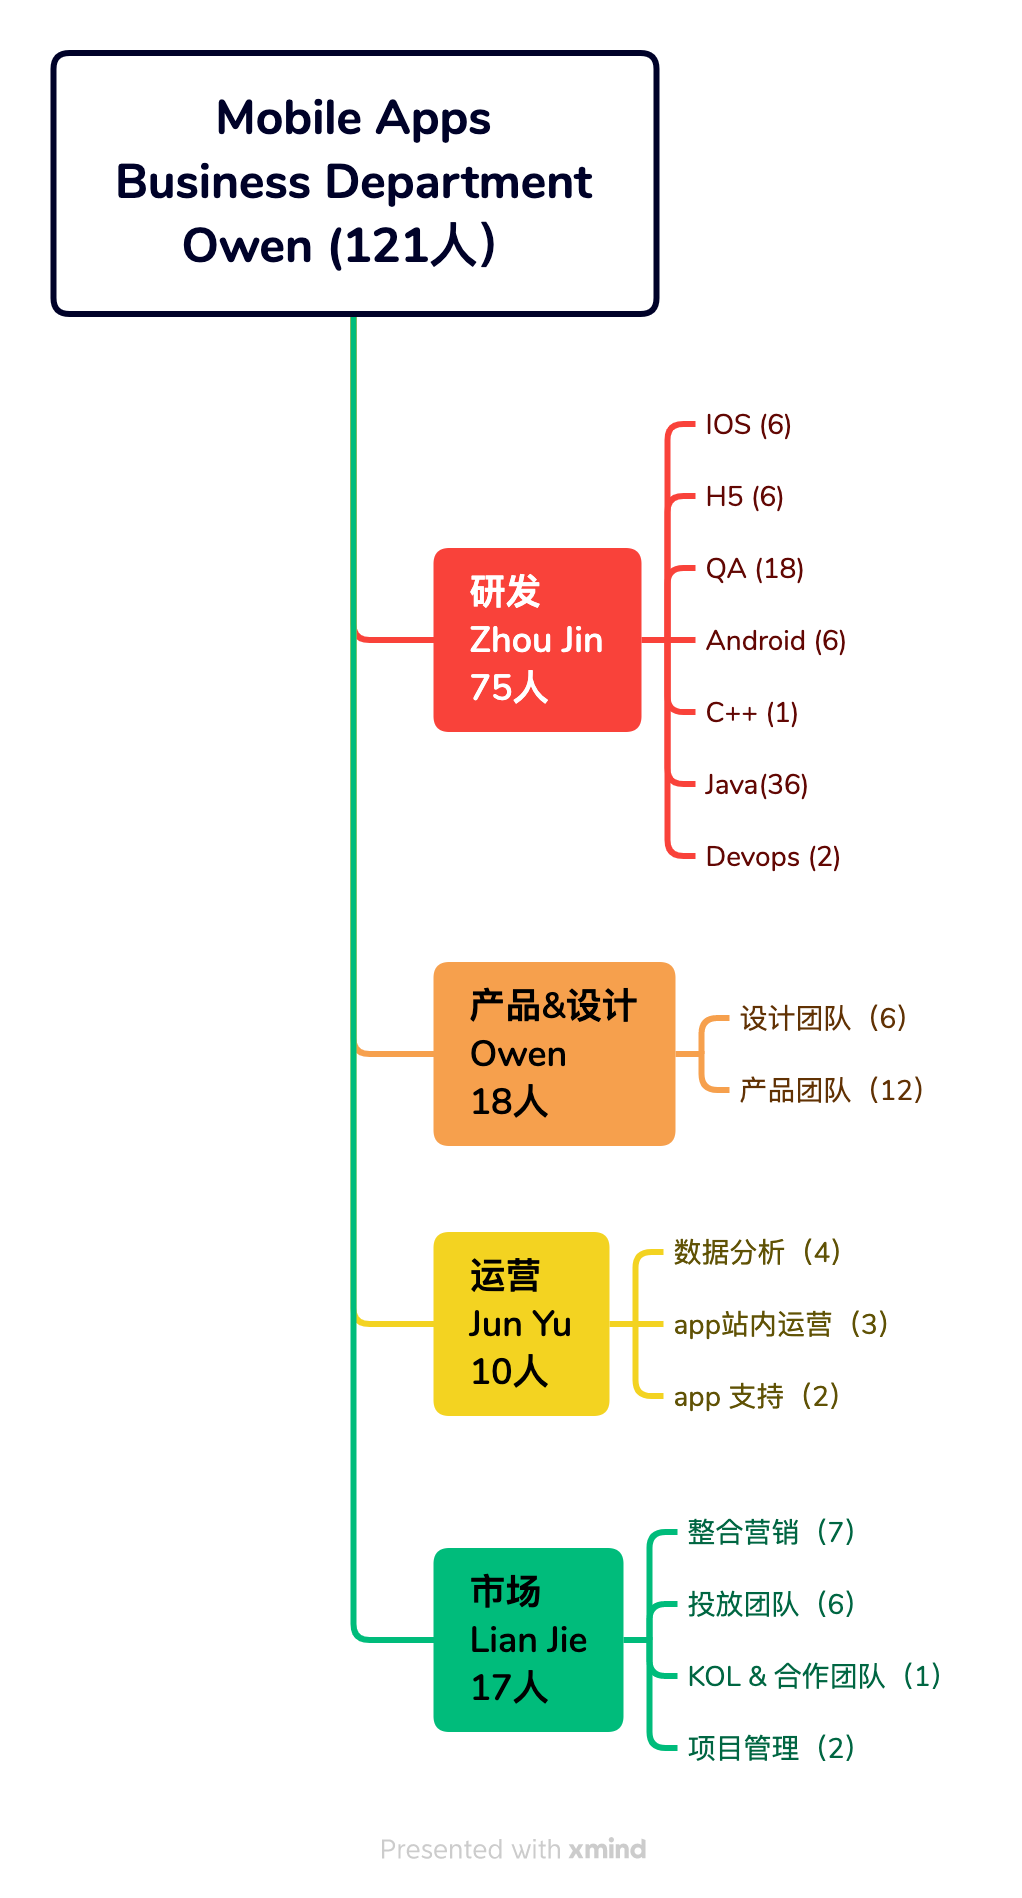 Mobile Apps
Business Department
Owen (121人）
IOS (6)
H5 (6)
QA (18)
研发
Zhou Jin
75人
Android (6)
C++ (1)
Java(36)
Devops (2)
产品&设计
Owen
18人
设计团队（6）
产品团队（12）
运营
Jun Yu
10人
数据分析（4）
app站内运营（3）
app 支持（2）
市场
Lian Jie
17人
整合营销（7）
投放团队（6）
KOL & 合作团队（1）
项目管理（2）
Presented with xmind